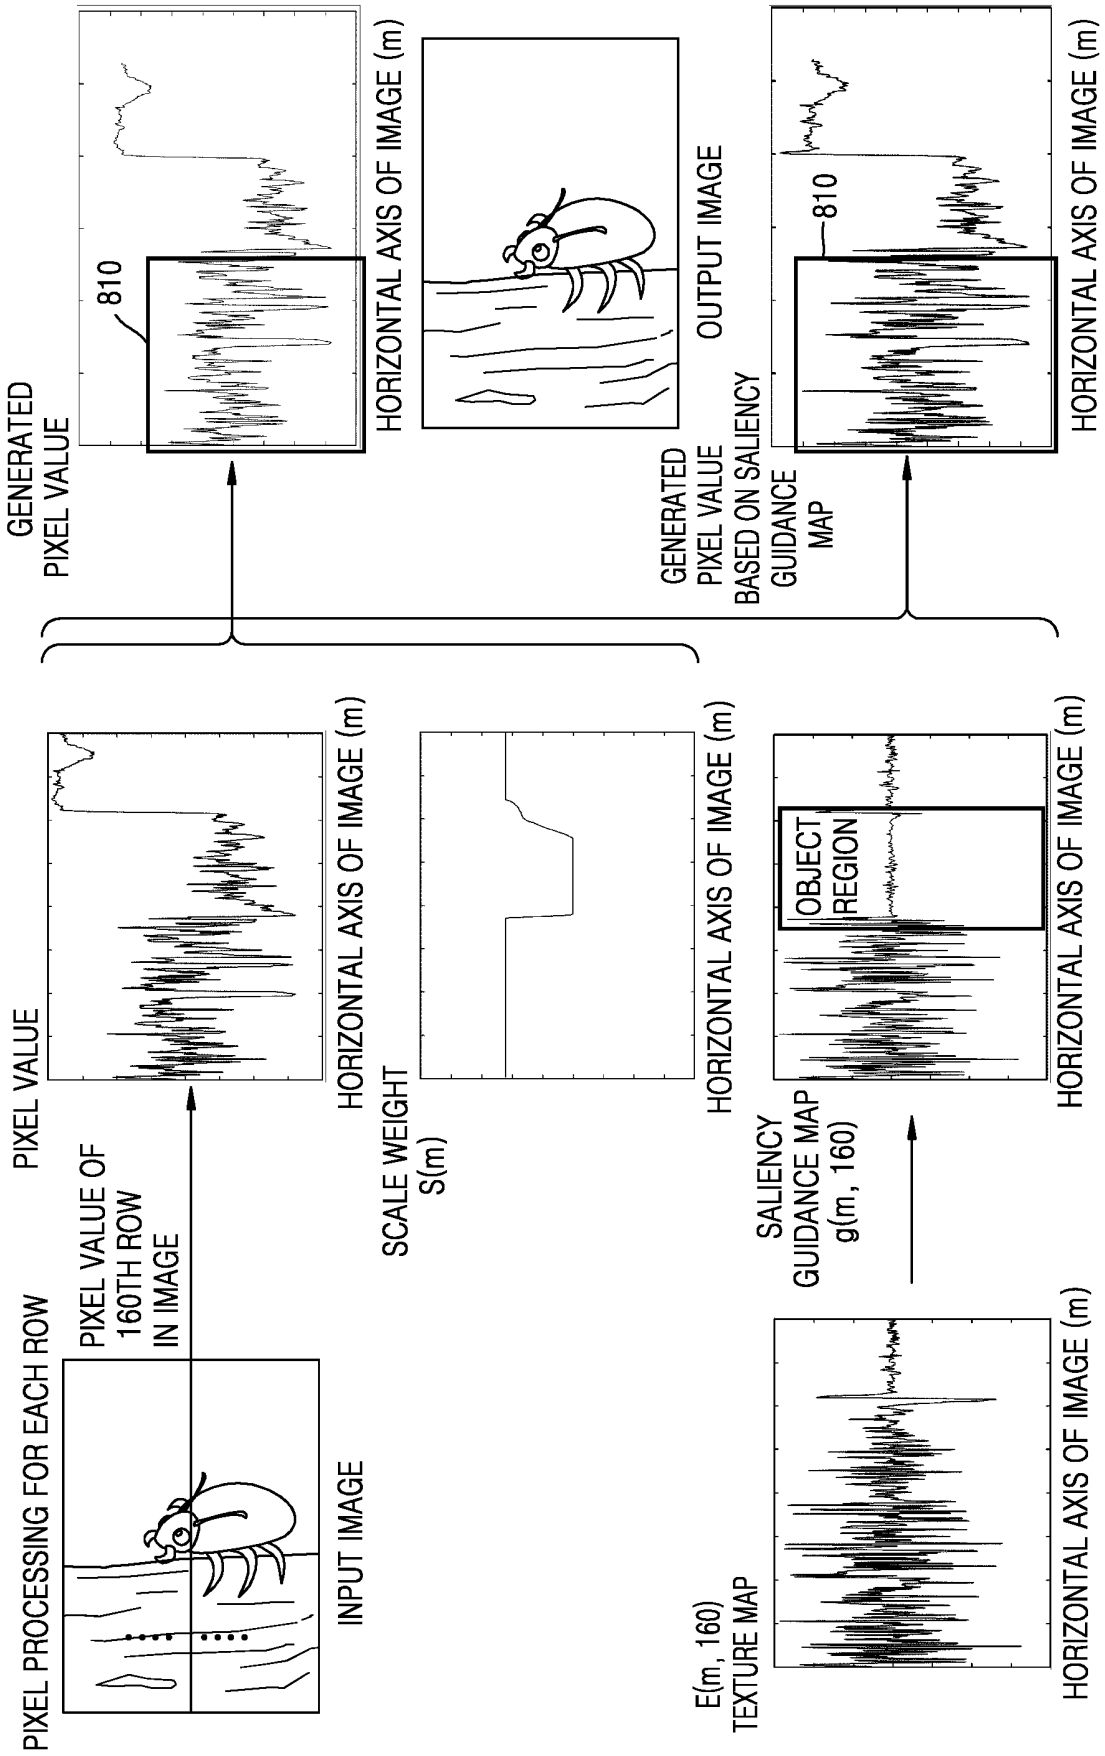 PIXEL PROCESSING FOR EACH ROW
INPUT IMAGE
PIXEL VALUE OF
160TH ROW
IN IMAGE
PIXEL VALUE
HORIZONTAL AXIS OF IMAGE (m)
SCALE WEIGHT
S(m)
HORIZONTAL AXIS OF IMAGE (m)
E(m, 160)
TEXTURE MAP
HORIZONTAL AXIS OF IMAGE (m)
SALIENCY
GUIDANCE MAP
g(m, 160)
OBJECT
REGION
HORIZONTAL AXIS OF IMAGE (m)
GENERATED
PIXEL VALUE
810
HORIZONTAL AXIS OF IMAGE (m)
OUTPUT IMAGE
GENERATED
PIXEL VALUE
BASED ON SALIENCY
GUIDANCE
MAP
810
HORIZONTAL AXIS OF IMAGE (m)